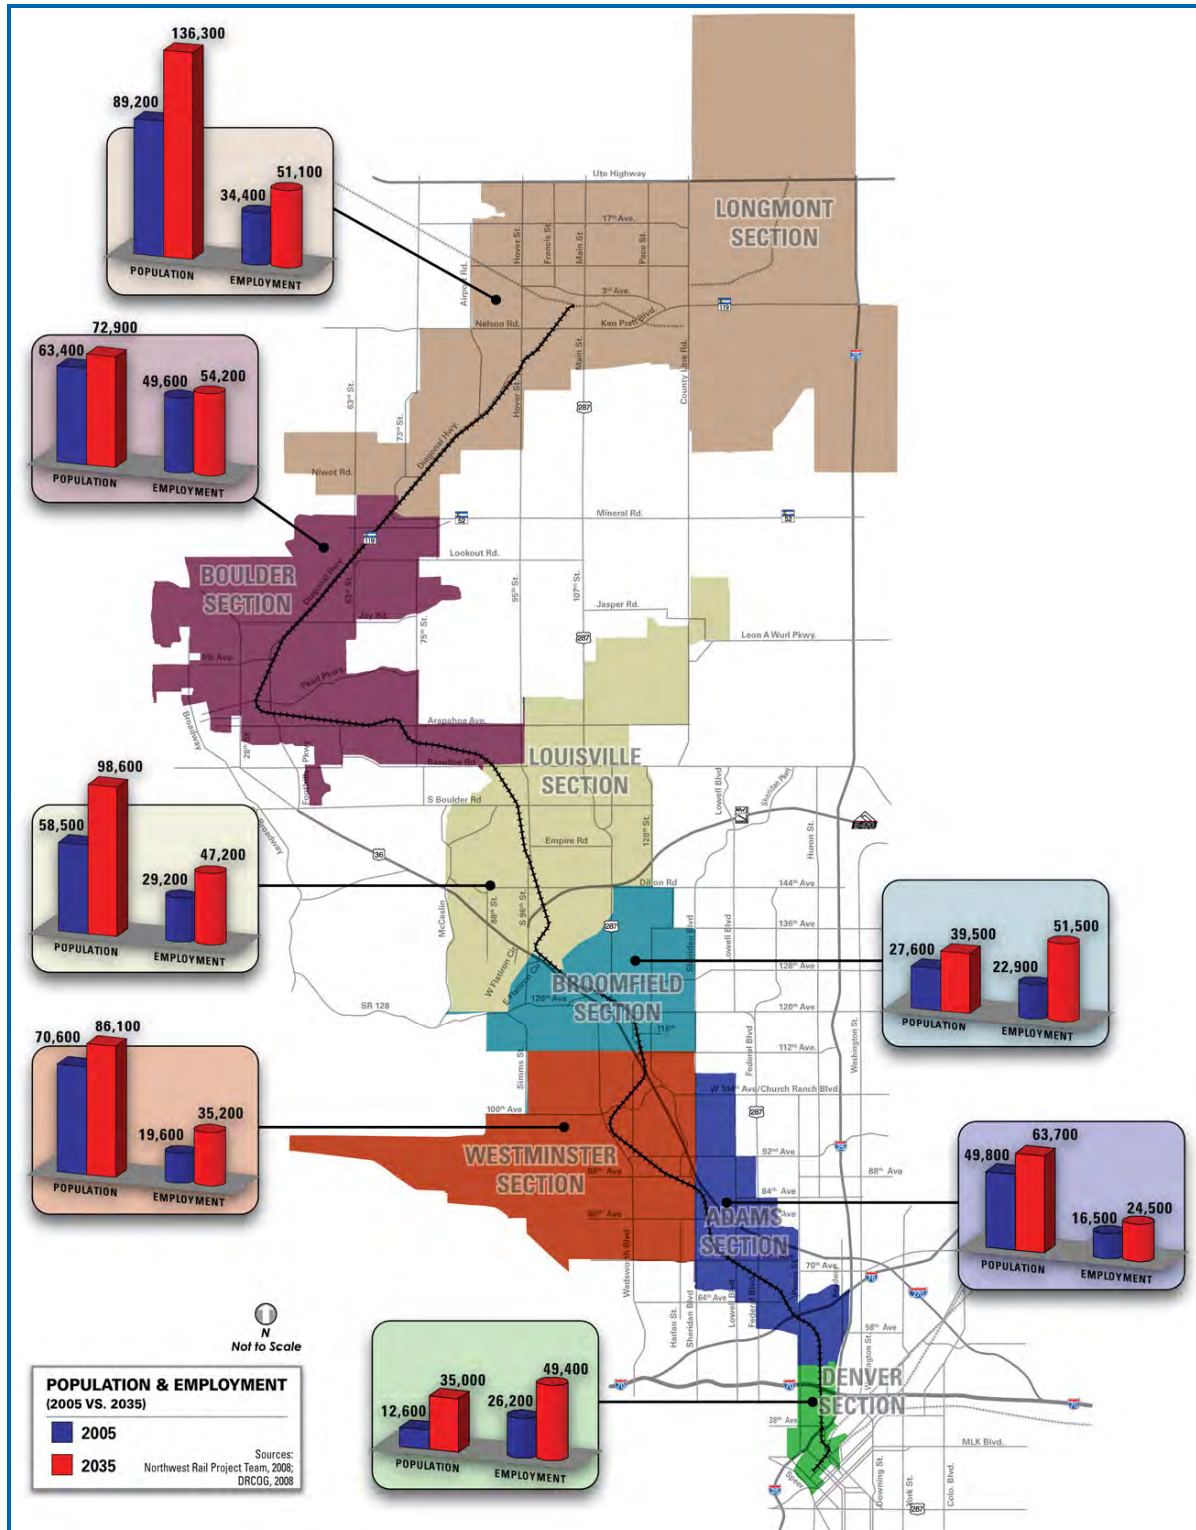 136,300
89,200
51,100
34,400
POPULATION
EMPLOYMENT
72,900
63,400
54,200
49,600
POPULATION
EMPLOYMENT
98,600
58,500
47,200
29,200
POPULATION
EMPLOYMENT
86,100
70,600
35,200
19,600
POPULATION
EMPLOYMENT
35,000
12,600
49,400
26,200
POPULATION
EMPLOYMENT
51,500
39,500
27,600
22,900
POPULATION
EMPLOYMENT
63,700
49,800
24,500
16,500
POPULATION
EMPLOYMENT
Ute Highway
LONGMONT
SECTION
17th Ave.
Hover St.
Francis St.
Main St.
Pace St.
Airport Rd.
3rd Ave.
Nelson Rd.
Ken Pratt Blvd.
119
25
Main St.
County Line Rd.
Hover St.
63rd St.
73rd St.
287
Diagonal Hwy.
Niwot Rd.
52
Mineral Rd.
52
119
Lookout Rd.
BOULDER
SECTION
Diagonal Hwy
63rd St.
95th St.
107th St.
Jasper Rd.
Jay Rd.
75th St.
287
Leon A Wurl Pkwy.
Iris Ave.
Pearl Pkwy.
Broadway
28th St.
Foothills Pkwy
Arapahoe Ave.
Baseline Rd
LOUISVILLE
SECTION
S Boulder Rd
Broadway
36
Empire Rd
120th St.
Lowell Blvd
Sheridan Pkwy
Huron St.
E-470
McCaslin
88th St.
S 96th St.
Dillon Rd
144th Ave
287
Sheridan Blvd
Lowell Blvd
136th Ave
128th Ave
W Flatiron Cir
E Flatiron Cir
BROOMFIELD
SECTION
SR 128
120th Ave
120th Ave
116th
112th Ave.
Simms St.
Federal Blvd
Washington St.
W 104th Ave/Church Ranch Blvd.
100th Ave
287
25
WESTMINSTER
SECTION
92nd Ave
88th Ave
88th Ave
84th Ave
80th Ave
Ave
ADAMS
SECTION
Wadsworth Blvd
70th Ave
76
270
64th Ave
Harlan St.
Sheridan Blvd
Lowell Blvd
Federal Blvd
58th Ave
70
70
70
DENVER
SECTION
38th Ave
MLK Blvd.
Speer
Downing St.
York St.
Colo. Blvd.
25
287
N
Not to Scale
POPULATION & EMPLOYMENT
(2005 VS. 2035)
2005
2035
Sources:
Northwest Rail Project Team, 2008;
DRCOG, 2008